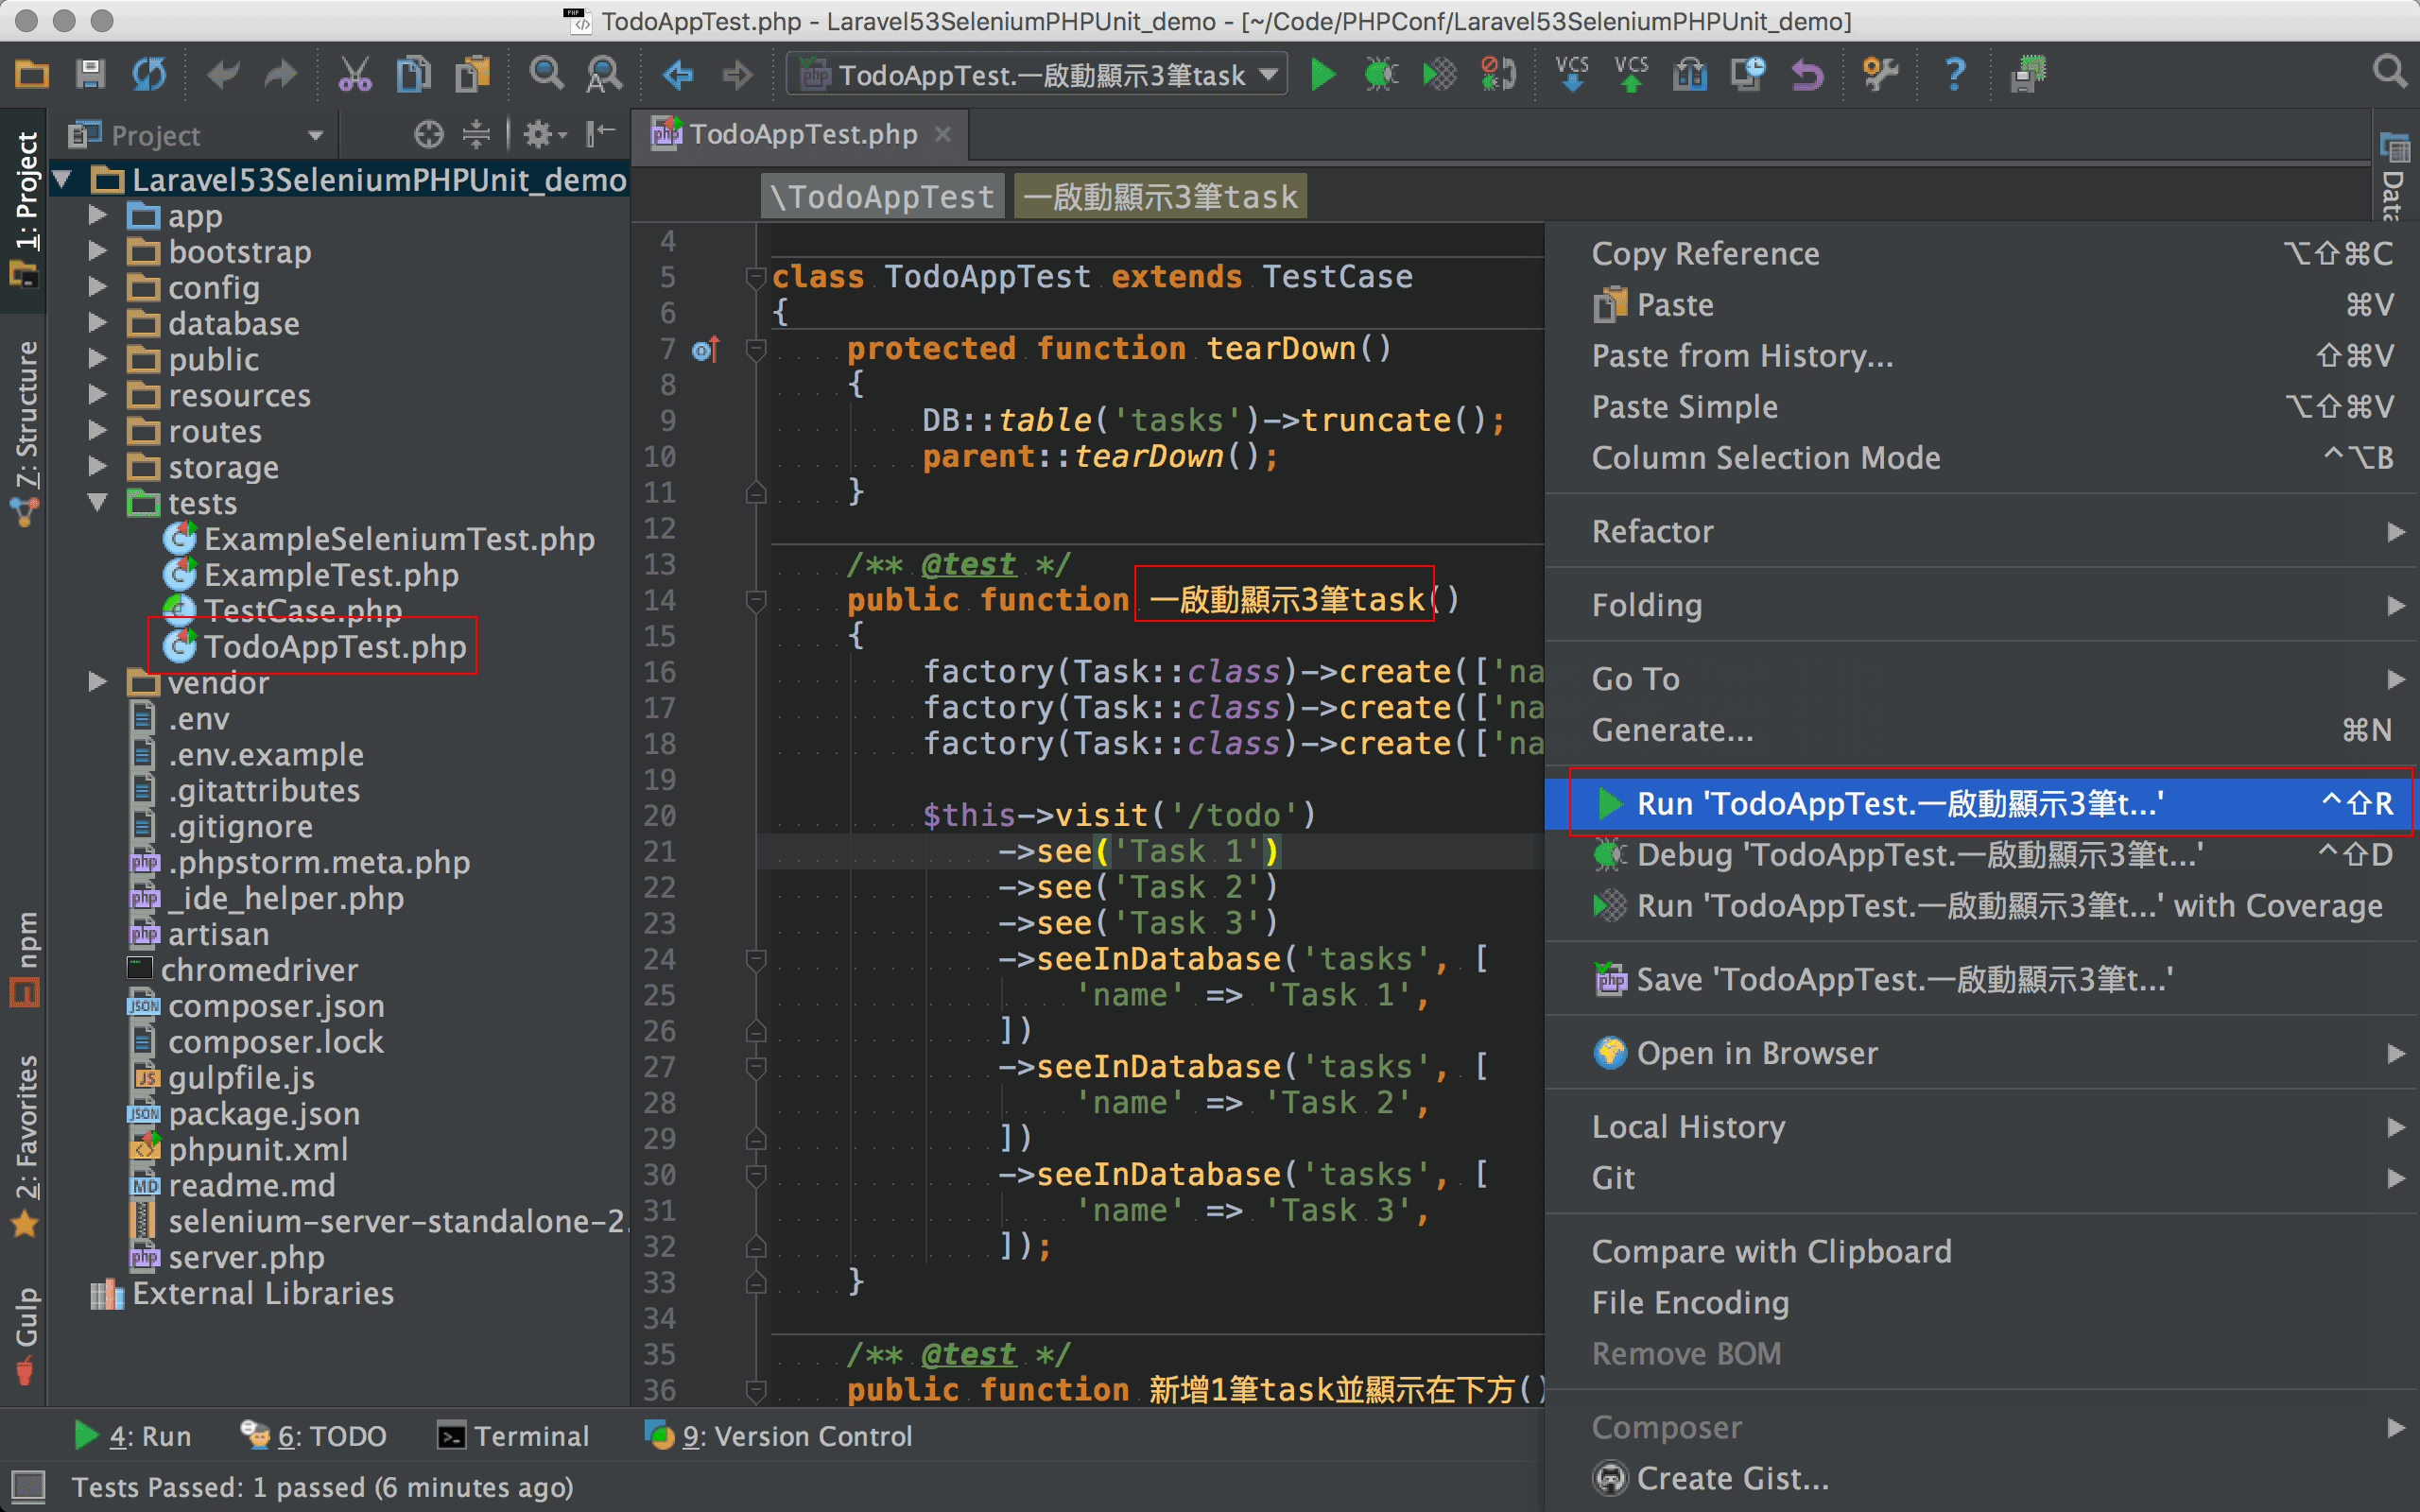 TodoAppTest.php - Laravel53SeleniumPHPUnit_demo - [~/Code/PHPConf/Laravel53SeleniumPHPUnit_demo]
TodoAppTest.一啟動顯示3筆task
VCS
VCS
Project
TodoAppTest.php
1: Project
7: Structure
npm
2: Favorites
Gulp
Laravel53SeleniumPHPUnit_demo
app
bootstrap
config
database
public
resources
routes
storage
tests
ExampleSeleniumTest.php
ExampleTest.php
TestCase.php
TodoAppTest.php
vendor
.env
.env.example
.gitattributes
.gitignore
.phpstorm.meta.php
_ide_helper.php
artisan
chromedriver
composer.json
composer.lock
gulpfile.js
package.json
phpunit.xml
readme.md
selenium-server-standalone-2.
server.php
External Libraries
\TodoAppTest 一啟動顯示3筆task
4
5 class TodoAppTest extends TestCase
6 {
7 protected function tearDown()
8 {
9 DB::table('tasks')->truncate();
10 parent::tearDown();
11 }
12
13 /** @test */
14 public function 一啟動顯示3筆task()
15 {
16 factory(Task::class)->create(['na
17 factory(Task::class)->create(['na
18 factory(Task::class)->create(['na
19
20 $this->visit('/todo')
21 ->see('Task 1')
22 ->see('Task 2')
23 ->see('Task 3')
24 ->seeInDatabase('tasks', [
25 'name' => 'Task 1',
26 ])
27 ->seeInDatabase('tasks', [
28 'name' => 'Task 2',
29 ])
30 ->seeInDatabase('tasks', [
31 'name' => 'Task 3',
32 ]);
33 }
34
35 /** @test */
36 public function 新增1筆task並顯示在下方()
Data
Copy Reference ⌥⇧⌘C
Paste ⌘V
Paste from History... ⇧⌘V
Paste Simple ⌥⇧⌘V
Column Selection Mode ^⌥B
Refactor
Folding
Go To
Generate... ⌘N
Run 'TodoAppTest.一啟動顯示3筆t...' ^⇧R
Debug 'TodoAppTest.一啟動顯示3筆t...' ^⇧D
Run 'TodoAppTest.一啟動顯示3筆t...' with Coverage
Save 'TodoAppTest.一啟動顯示3筆t...'
Open in Browser
Local History
Git
Compare with Clipboard
File Encoding
Remove BOM
Composer
Create Gist...
4: Run 6: TODO Terminal 9: Version Control
Tests Passed: 1 passed (6 minutes ago)